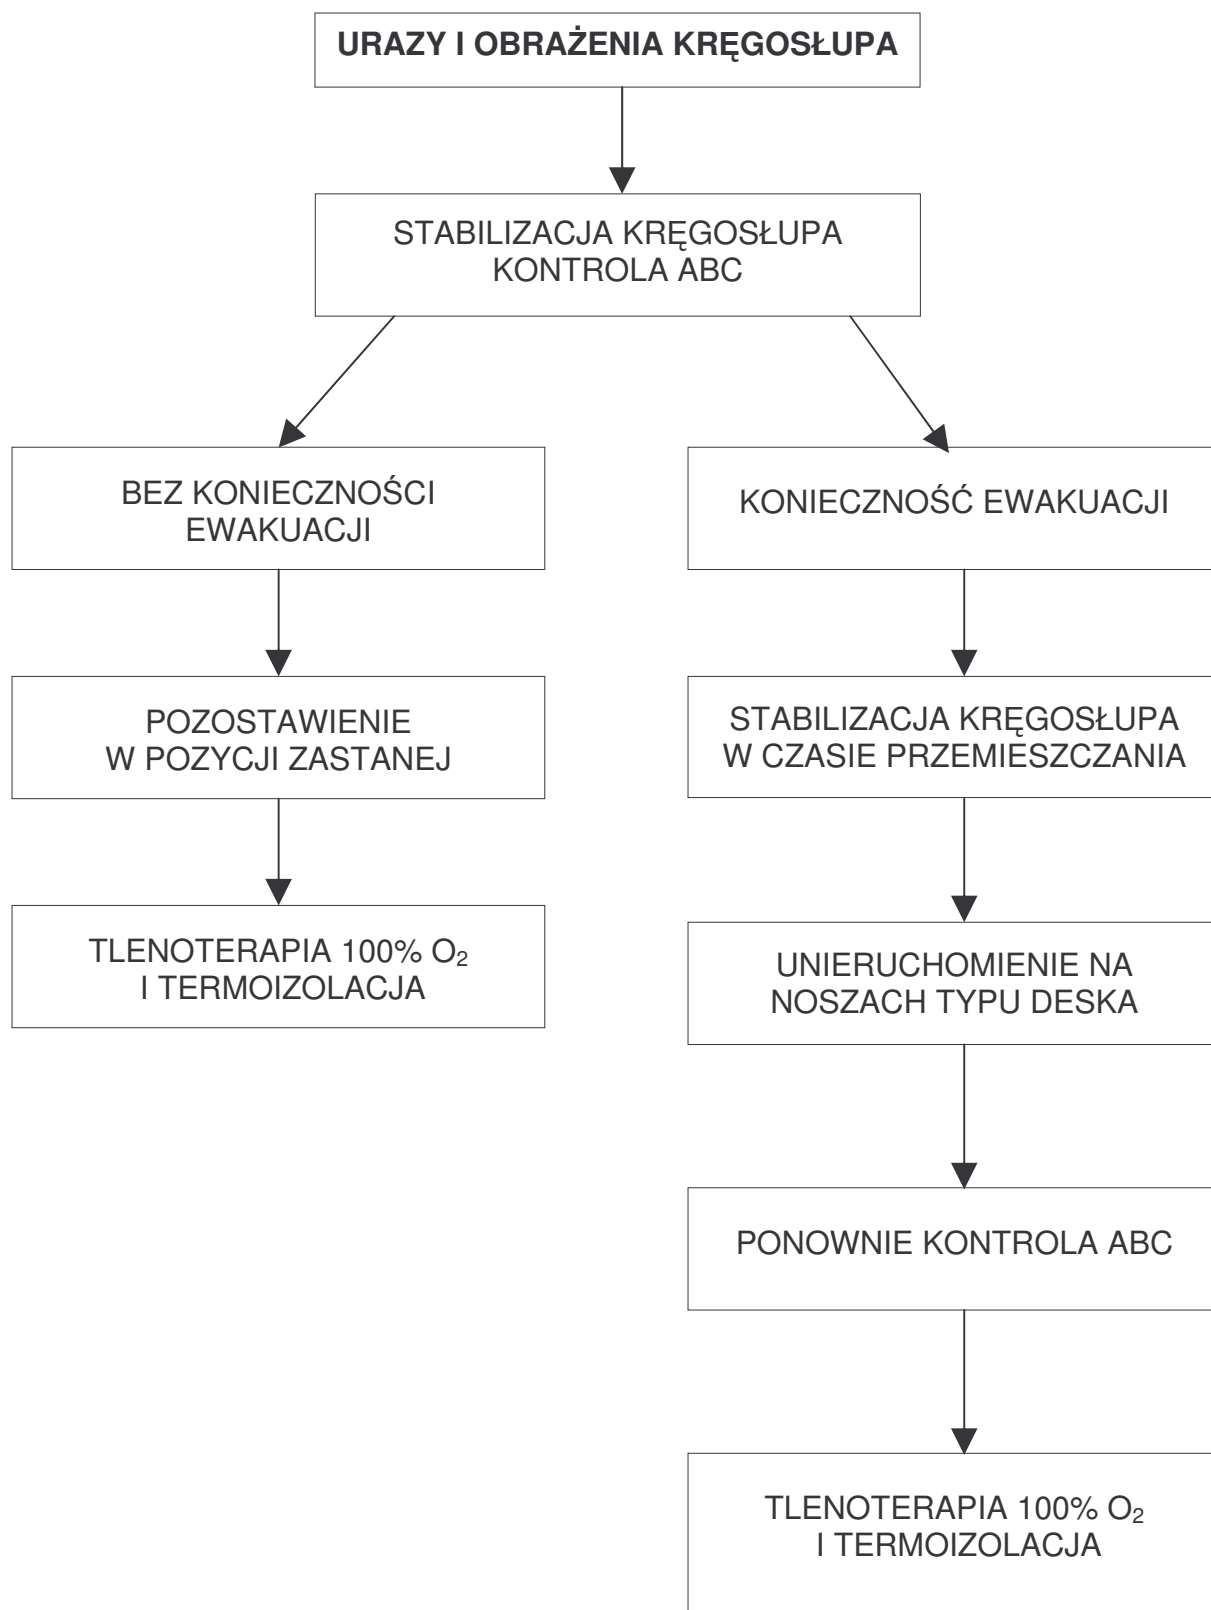 URAZY I OBRAŻENIA KRĘGOSŁUPA
STABILIZACJA KRĘGOSŁUPA
KONTROLA ABC
BEZ KONIECZNOŚCI
EWAKUACJI
KONIECZNOŚĆ EWAKUACJI
POZOSTAWIENIE
W POZYCJI ZASTANEJ
STABILIZACJA KRĘGOSŁUPA
W CZASIE PRZEMIESZCZANIA
TLENOTERAPIA 100% O₂
I TERMOIZOLACJA
UNIERUCHOMIENIE NA
NOSZACH TYPU DESKA
PONOWNIE KONTROLA ABC
TLENOTERAPIA 100% O₂
I TERMOIZOLACJA